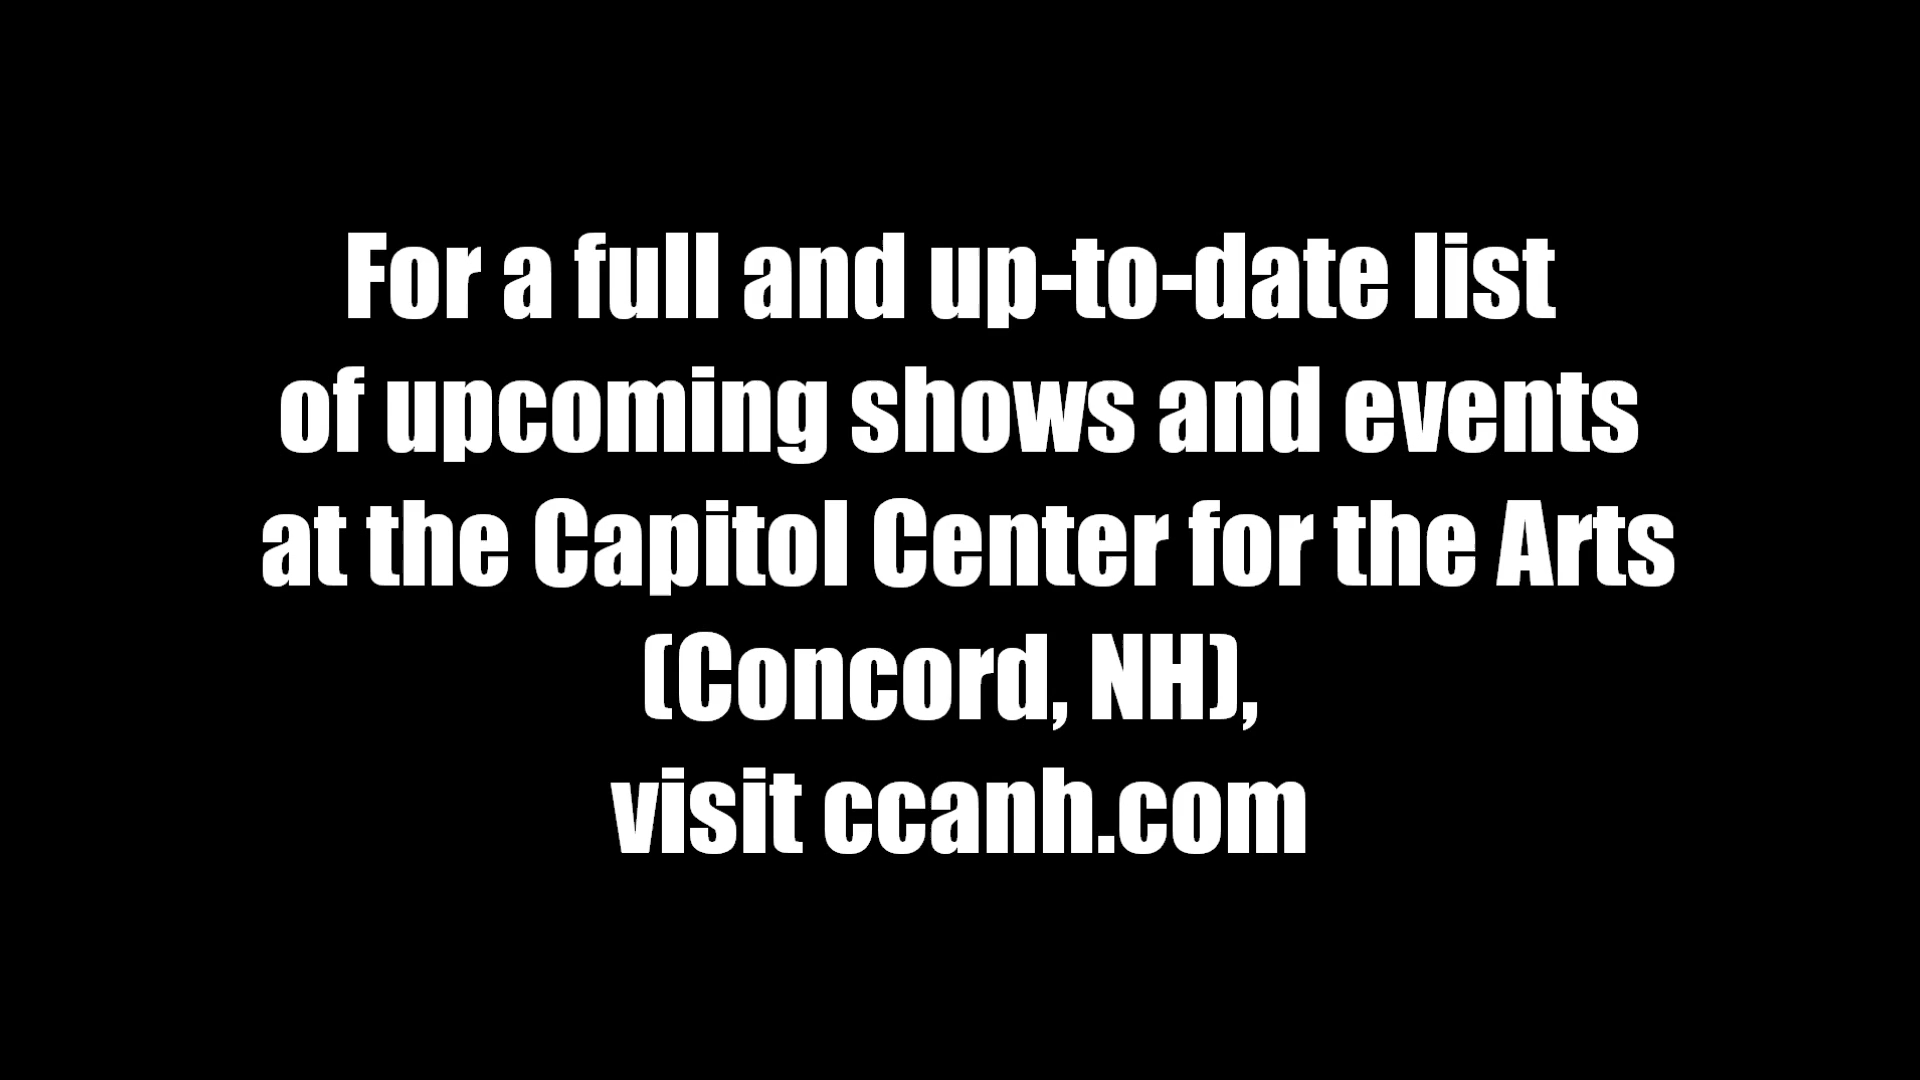 For a full and up-to-date list
of upcoming shows and events
at the Capitol Center for the Arts
(Concord, NH),
visit ccanh.com